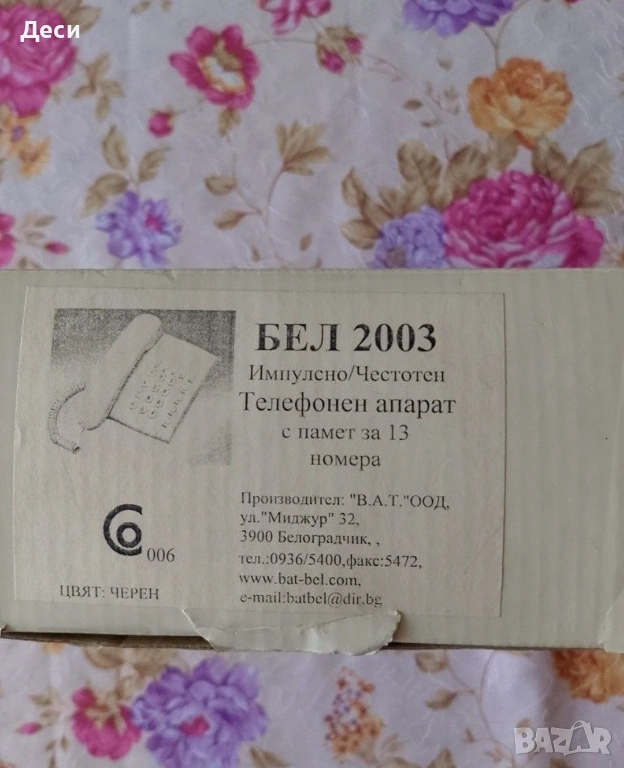 Деси
БЕЛ 2003
Импулсно/Честотен
Телефонен апарат
с памет за 13
номера
Производител: "В.А.Т."ООД,
ул."Миджур" 32,
3900 Белоградчик, ,
тел.:0936/5400,факс:5472,
www.bat-bel.com,
e-mail:batbel@dir.bg
006
ЦВЯТ: ЧЕРЕН
BAZAR